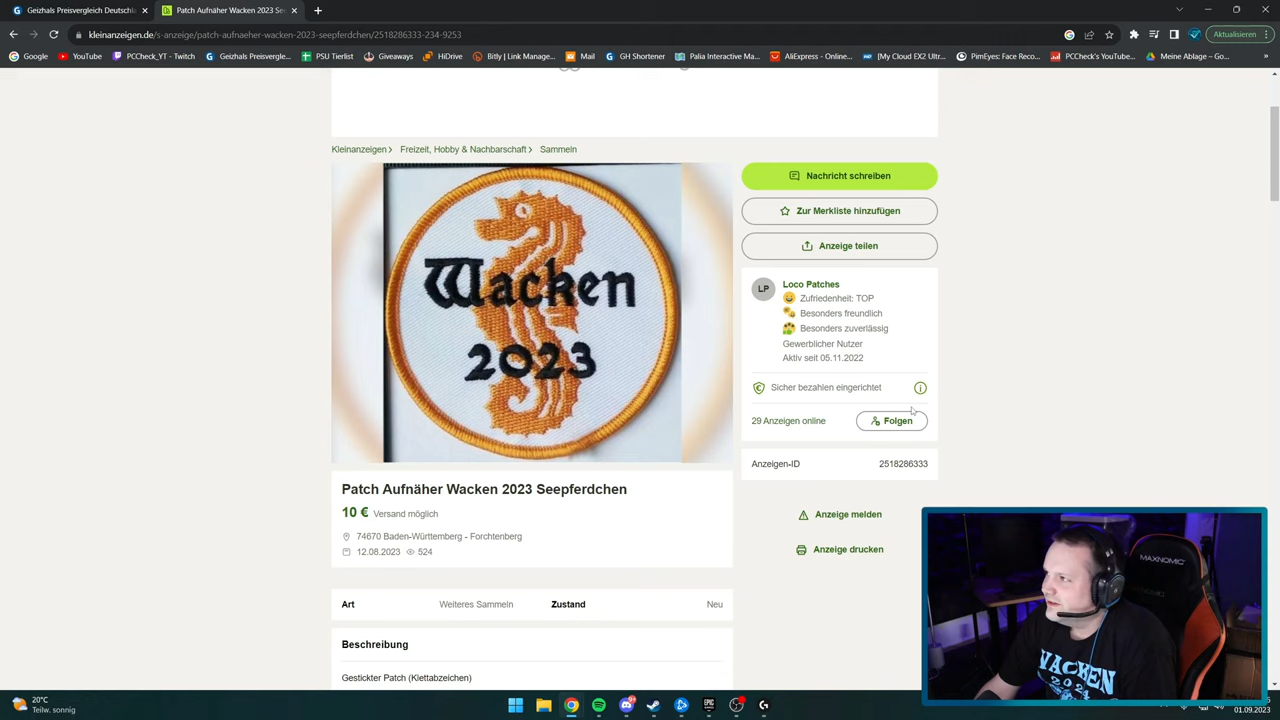 Geizhals Preisvergleich Deutschla
Patch Aufnäher Wacken 2023 See
kleinanzeigen.de/s-anzeige/patch-aufnaeher-wacken-2023-seepferdchen/2518286333-234-9253
Aktualisieren
Google
YouTube
PCCheck_YT - Twitch
Geizhals Preisvergle...
PSU Tierlist
Giveaways
HiDrive
Bitly | Link Manage...
Mail
GH Shortener
Palia Interactive Ma...
AliExpress - Online...
[My Cloud EX2 Ultr...
PimEyes: Face Reco...
PCCheck's YouTube...
Meine Ablage – Go...
Kleinanzeigen
Freizeit, Hobby & Nachbarschaft
Sammeln
Wacken
2023
Nachricht schreiben
Zur Merkliste hinzufügen
Anzeige teilen
LP
Loco Patches
Zufriedenheit: TOP
Besonders freundlich
Besonders zuverlässig
Gewerblicher Nutzer
Aktiv seit 05.11.2022
Sicher bezahlen eingerichtet
29 Anzeigen online
Folgen
Anzeigen-ID
2518286333
Anzeige melden
Anzeige drucken
Patch Aufnäher Wacken 2023 Seepferdchen
10 € Versand möglich
74670 Baden-Württemberg - Forchtenberg
12.08.2023 524
Art
Weiteres Sammeln
Zustand
Neu
Beschreibung
Gestickter Patch (Klettabzeichen)
MAXNOMIC
WACKEN
2024
20°C
Teilw. sonnig
01.09.2023